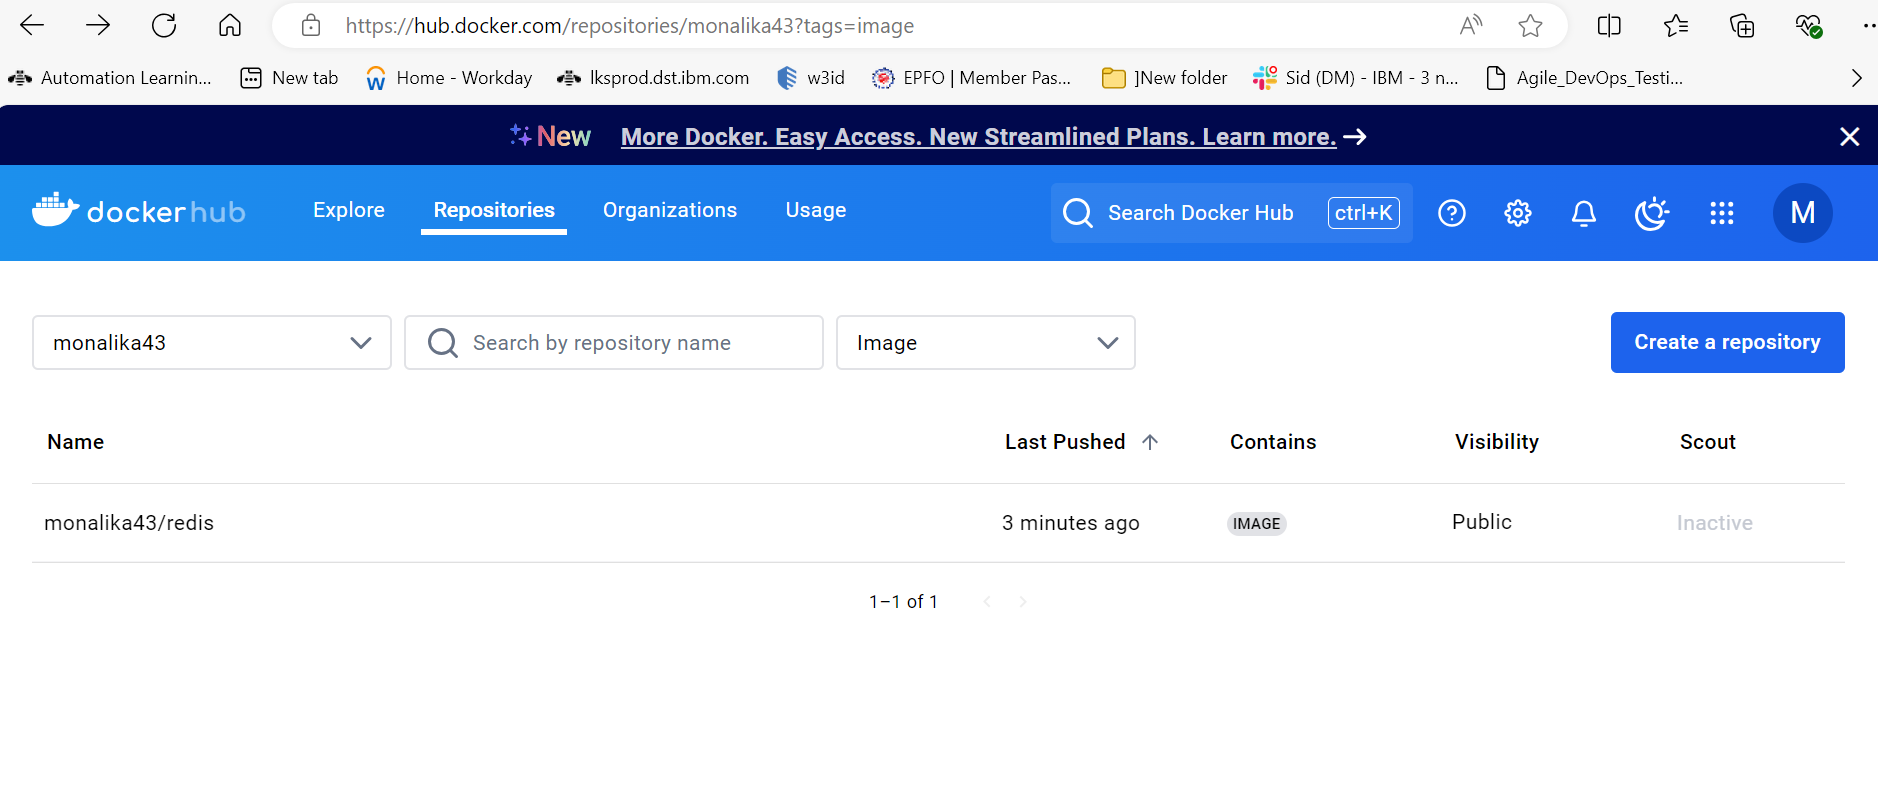 https://hub.docker.com/repositories/monalika43?tags=image
Automation Learnin... New tab Home - Workday lksprod.dst.ibm.com w3id EPFO | Member Pas... ]New folder Sid (DM) - IBM - 3 n... Agile_DevOps_Testi...
New More Docker. Easy Access. New Streamlined Plans. Learn more. →
dockerhub Explore Repositories Organizations Usage Search Docker Hub ctrl+K M
monalika43 Search by repository name Image Create a repository
Name Last Pushed ↑ Contains Visibility Scout
monalika43/redis 3 minutes ago IMAGE Public Inactive
1–1 of 1